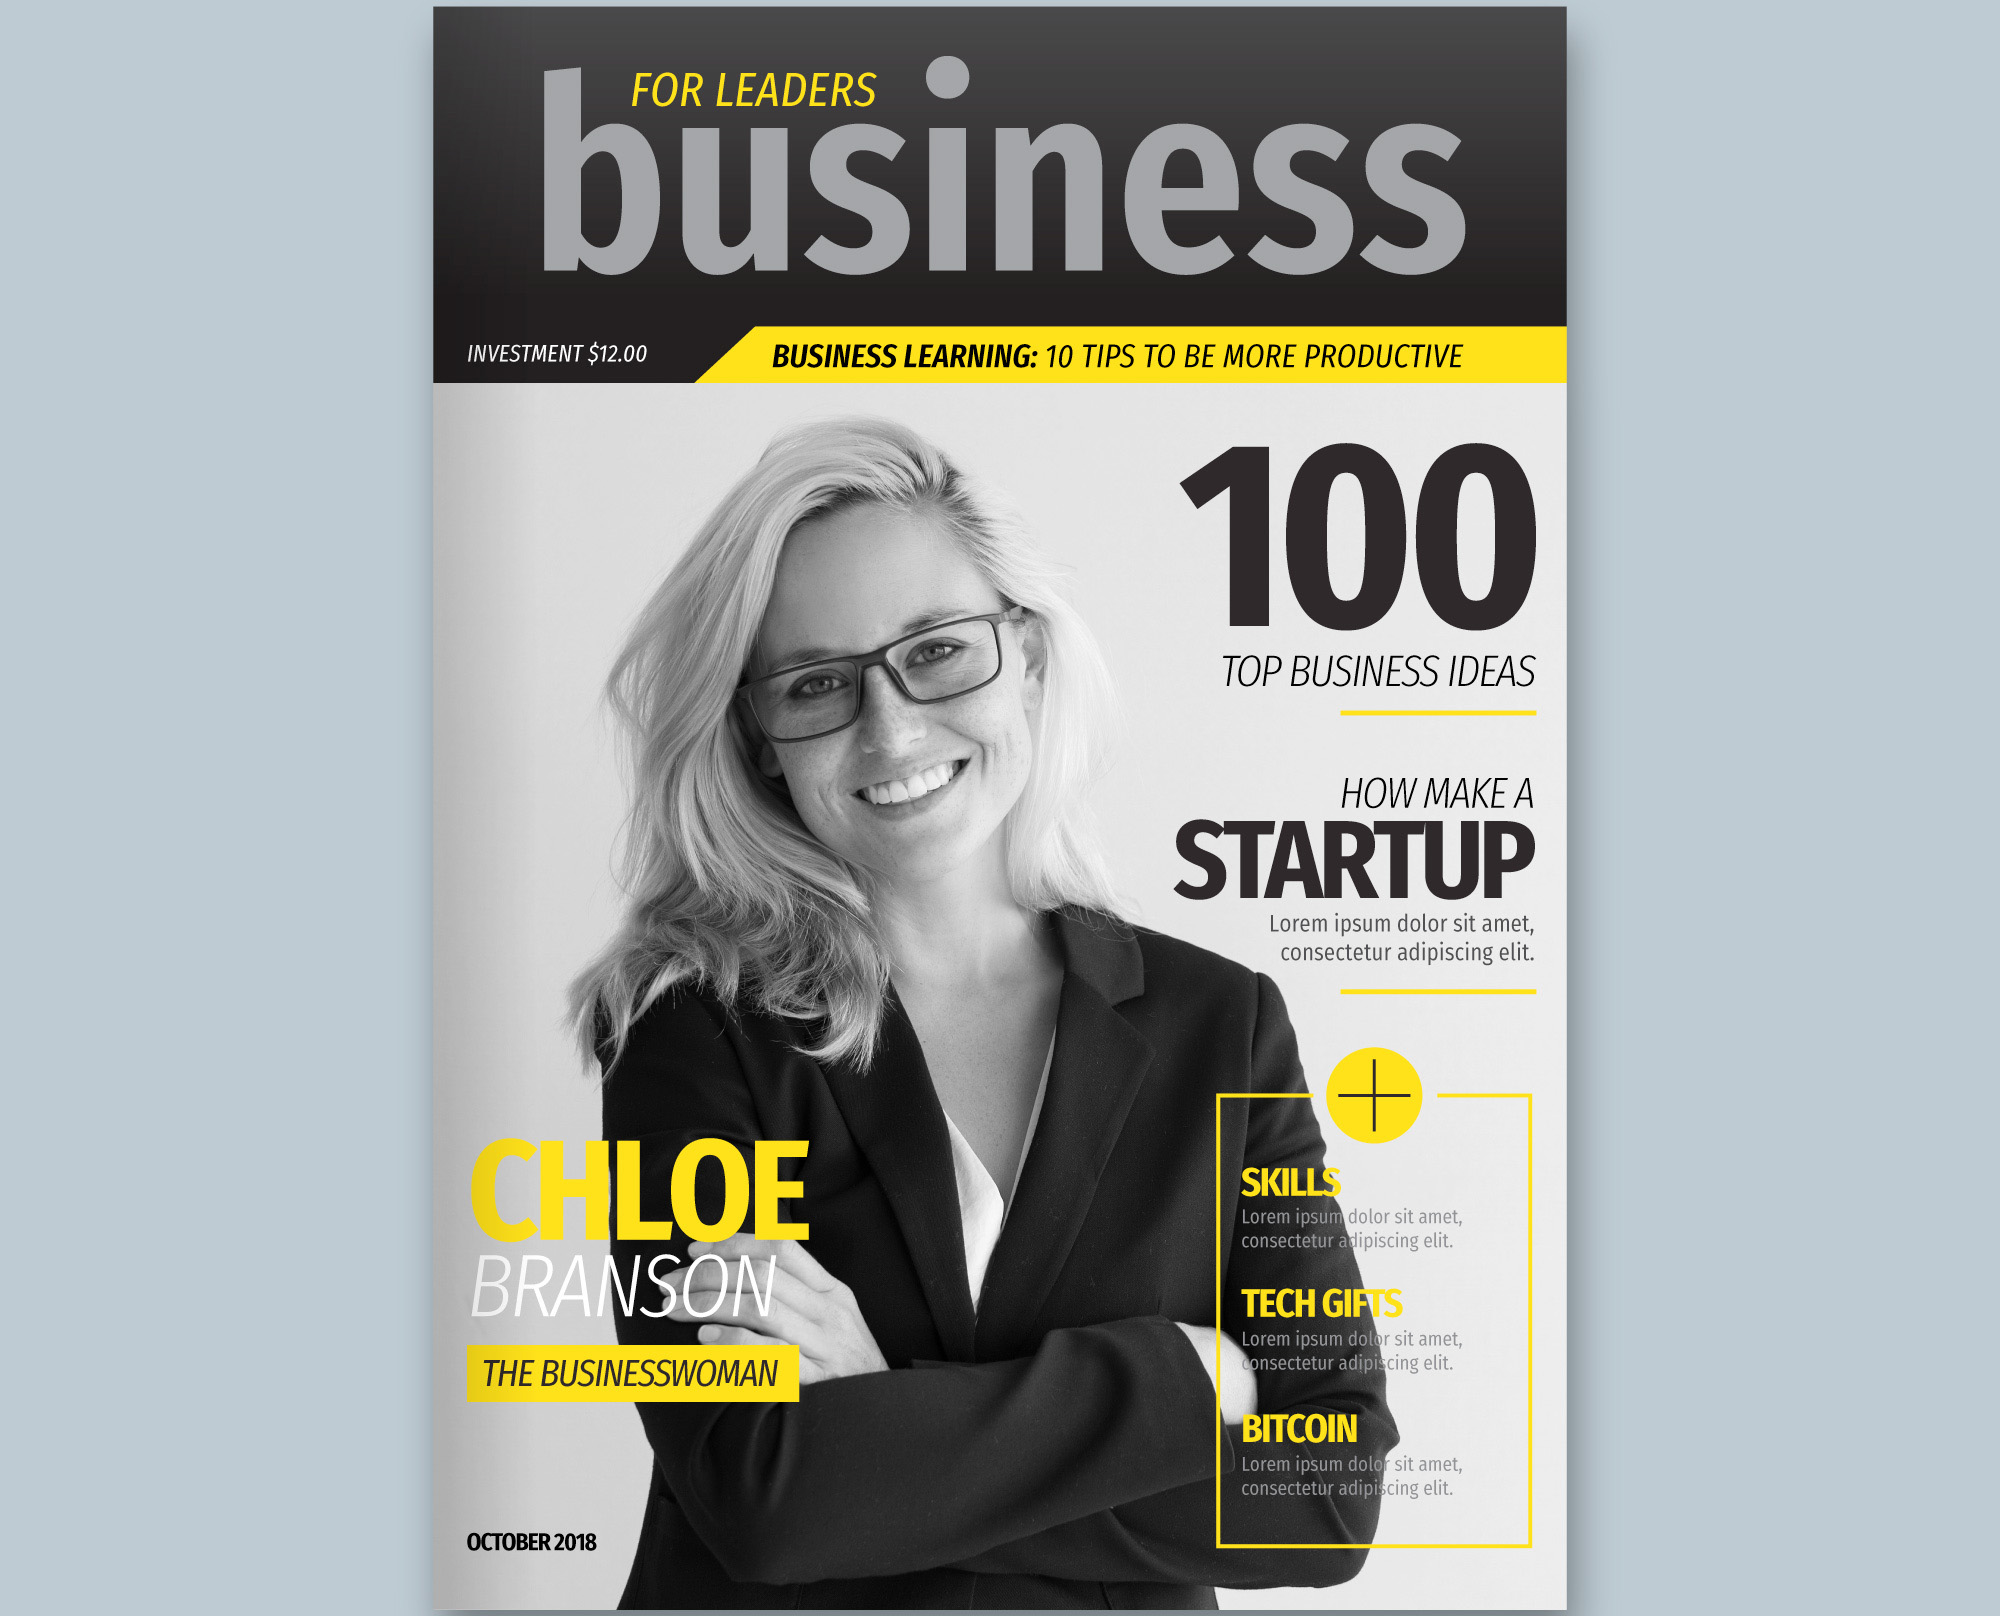 FOR LEADERS
business
INVESTMENT $12.00
BUSINESS LEARNING: 10 TIPS TO BE MORE PRODUCTIVE
100
TOP BUSINESS IDEAS
HOW MAKE A
STARTUP
Lorem ipsum dolor sit amet,
consectetur adipiscing elit.
SKILLS
Lorem ipsum dolor sit amet,
consectetur adipiscing elit.
TECH GIFTS
Lorem ipsum dolor sit amet,
consectetur adipiscing elit.
BITCOIN
Lorem ipsum dolor sit amet,
consectetur adipiscing elit.
CHLOE
BRANSON
THE BUSINESSWOMAN
OCTOBER 2018